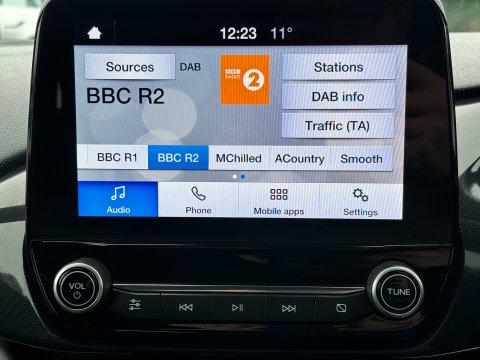 12:23 11°
Sources DAB
BBC RADIO 2
Stations
BBC R2
DAB info
Traffic (TA)
BBC R1 BBC R2 MChilled ACountry Smooth
Audio Phone Mobile apps Settings
VOL
TUNE